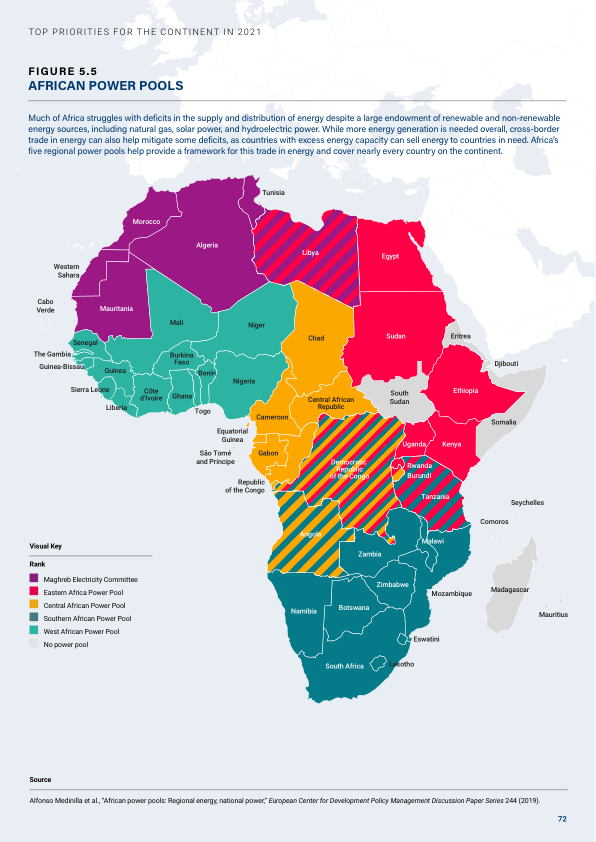 TOP PRIORITIES FOR THE CONTINENT IN 2021
FIGURE 5.5
AFRICAN POWER POOLS
Much of Africa struggles with deficits in the supply and distribution of energy despite a large endowment of renewable and non-renewable
energy sources, including natural gas, solar power, and hydroelectric power. While more energy generation is needed overall, cross-border
trade in energy can also help mitigate some deficits, as countries with excess energy capacity can sell energy to countries in need. Africa's
five regional power pools help provide a framework for this trade in energy and cover nearly every country on the continent.
Tunisia
Morocco
Algeria
Libya
Egypt
Western
Sahara
Cabo
Verde
Mauritania
Mali
Niger
Chad
Sudan
Eritrea
Senegal
The Gambia
Guinea-Bissau
Guinea
Burkina
Faso
Benin
Nigeria
Djibouti
Sierra Leone
Liberia
Côte
d'Ivoire
Ghana
Togo
Central African
Republic
South
Sudan
Ethiopia
Somalia
Cameroon
Equatorial
Guinea
Gabon
São Tomé
and Príncipe
Republic
of the Congo
Democratic
Republic
of the Congo
Uganda
Kenya
Rwanda
Burundi
Tanzania
Seychelles
Comoros
Angola
Zambia
Malawi
Zimbabwe
Mozambique
Madagascar
Mauritius
Namibia
Botswana
Eswatini
South Africa
Lesotho
Visual Key
Rank
Maghreb Electricity Committee
Eastern Africa Power Pool
Central African Power Pool
Southern African Power Pool
West African Power Pool
No power pool
Source
Alfonso Medinilla et al., "African power pools: Regional energy, national power," European Center for Development Policy Management Discussion Paper Series 244 (2019).
72